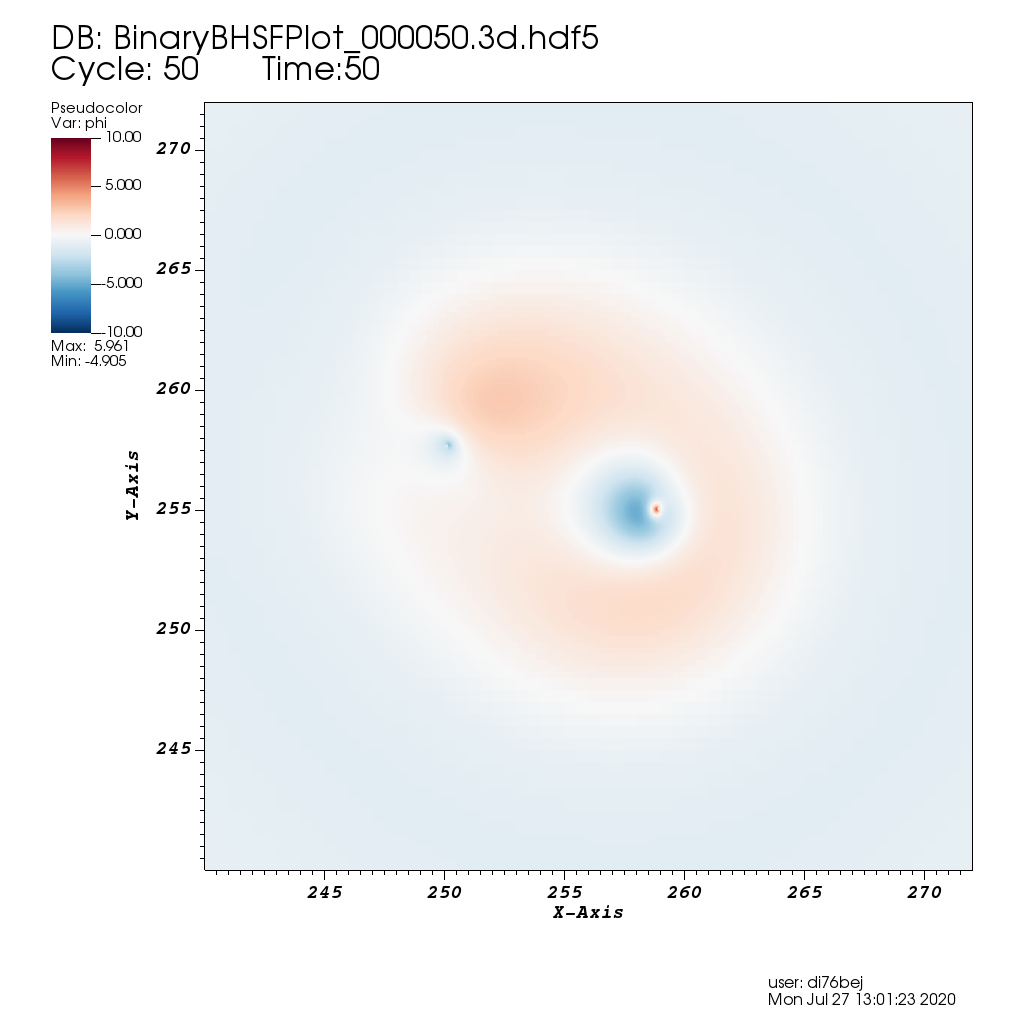 DB: BinaryBHSFPlot_000050.3d.hdf5
Cycle: 50 Time:50
Pseudocolor
Var: phi
10.00
5.000
0.000
-5.000
-10.00
Max: 5.961
Min: -4.905
270
265
260
255
250
245
Y-Axis
245 250 255 260 265 270
X-Axis
user: di76bej
Mon Jul 27 13:01:23 2020